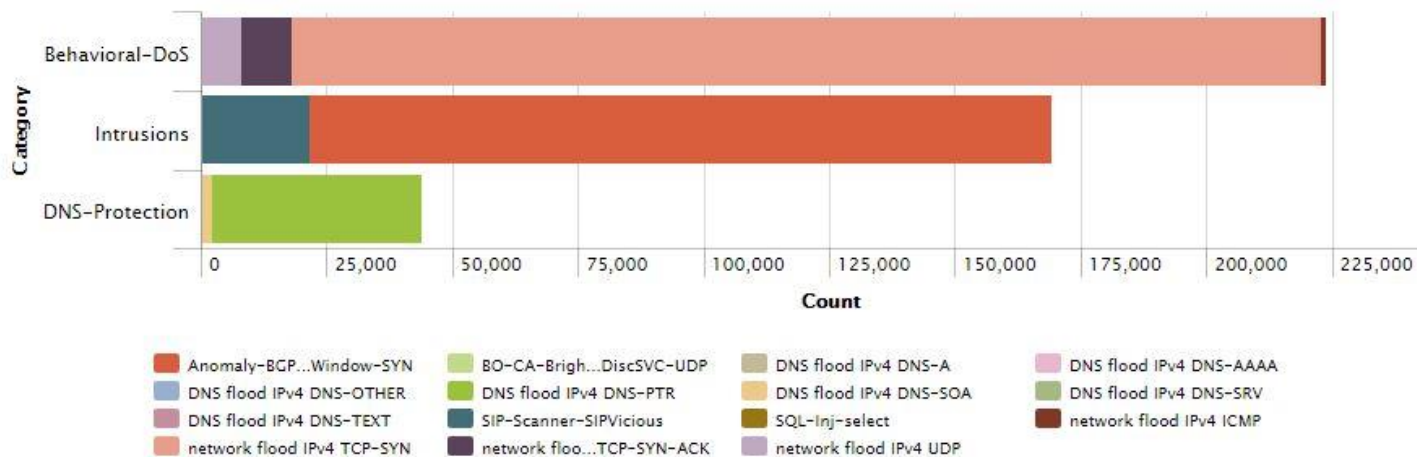 Behavioral-DoS
Intrusions
DNS-Protection
Category
0 25,000 50,000 75,000 100,000 125,000 150,000 175,000 200,000 225,000
Count
Anomaly-BGP...Window-SYN BO-CA-Brigh...DiscSVC-UDP DNS flood IPv4 DNS-A DNS flood IPv4 DNS-AAAA
DNS flood IPv4 DNS-OTHER DNS flood IPv4 DNS-PTR DNS flood IPv4 DNS-SOA DNS flood IPv4 DNS-SRV
DNS flood IPv4 DNS-TEXT SIP-Scanner-SIPVicious SQL-Inj-select network flood IPv4 ICMP
network flood IPv4 TCP-SYN network floo...TCP-SYN-ACK network flood IPv4 UDP